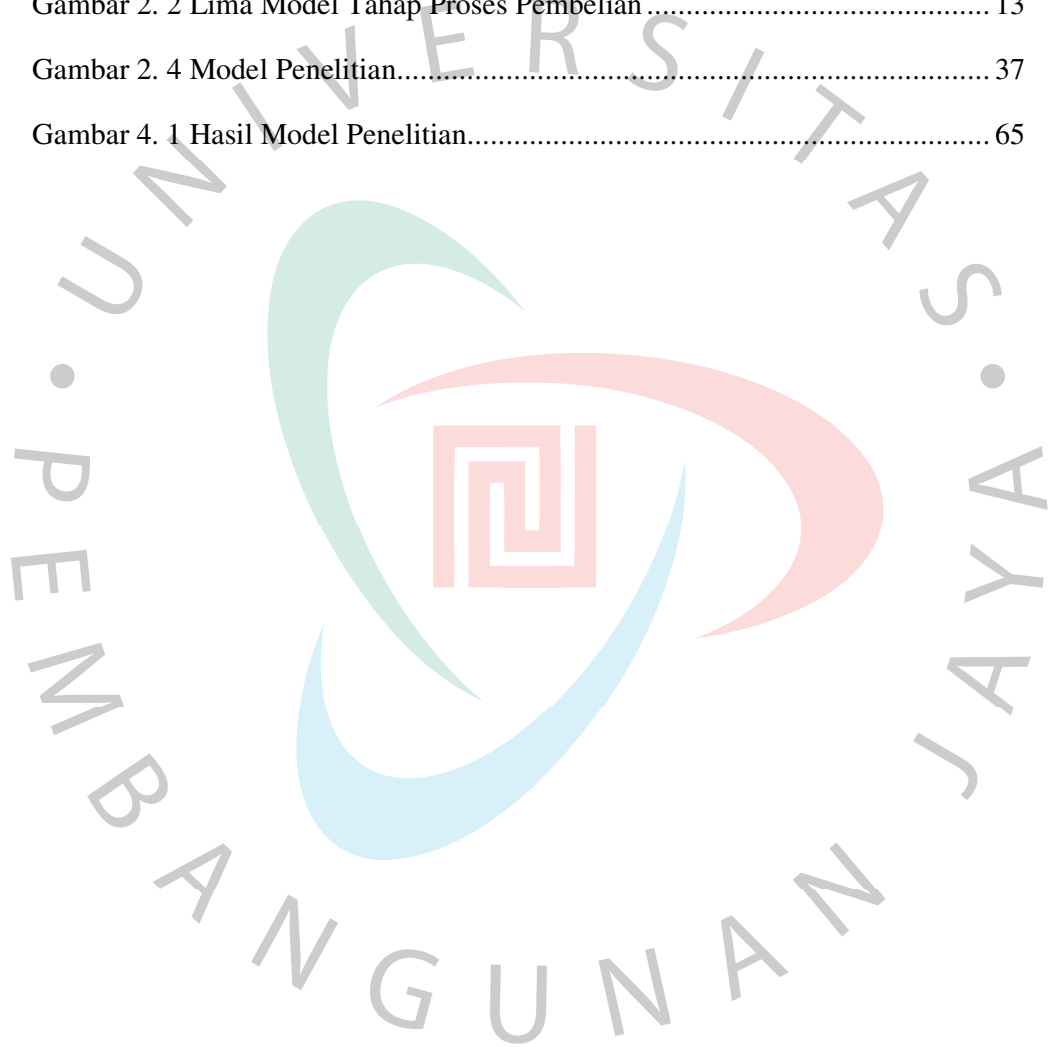 Gambar 2. 2 Lima Model Tahap Proses Pembelian ........................................... 13
Gambar 2. 4 Model Penelitian............................................................................ 37
Gambar 4. 1 Hasil Model Penelitian................................................................... 65
UNIVERSITAS • PEMBANGUNAN JAYA •